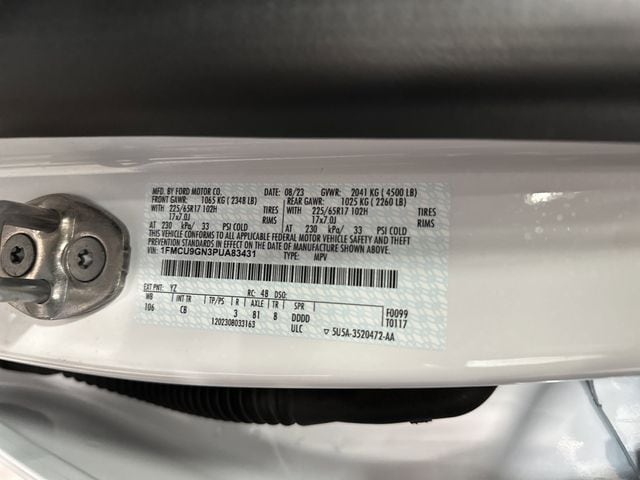 MFD. BY FORD MOTOR CO. DATE: 08/23 GVWR: 2041 KG ( 4500 LB)
FRONT GAWR: 1065 KG ( 2348 LB) REAR GAWR: 1025 KG ( 2260 LB)
WITH 225/65R17 102H TIRES WITH 225/65R17 102H TIRES
17x7.0J RIMS 17x7.0J RIMS
AT 230 kPa/ 33 PSI COLD AT 230 kPa/ 33 PSI COLD
THIS VEHICLE CONFORMS TO ALL APPLICABLE FEDERAL MOTOR VEHICLE SAFETY AND THEFT
PREVENTION STANDARDS IN EFFECT ON THE DATE OF MANUFACTURE SHOWN ABOVE.
1FMCU9GN3PUA83431 TYPE: MPV
EXT PNT: YZ RC: 48 DSO:
WB INT TR TP/PS R AXLE TR SPR F0099
106 CB 3 81 8 DDDD T0117
1202308033163 ULC ▽ 5U5A-3520472-AA